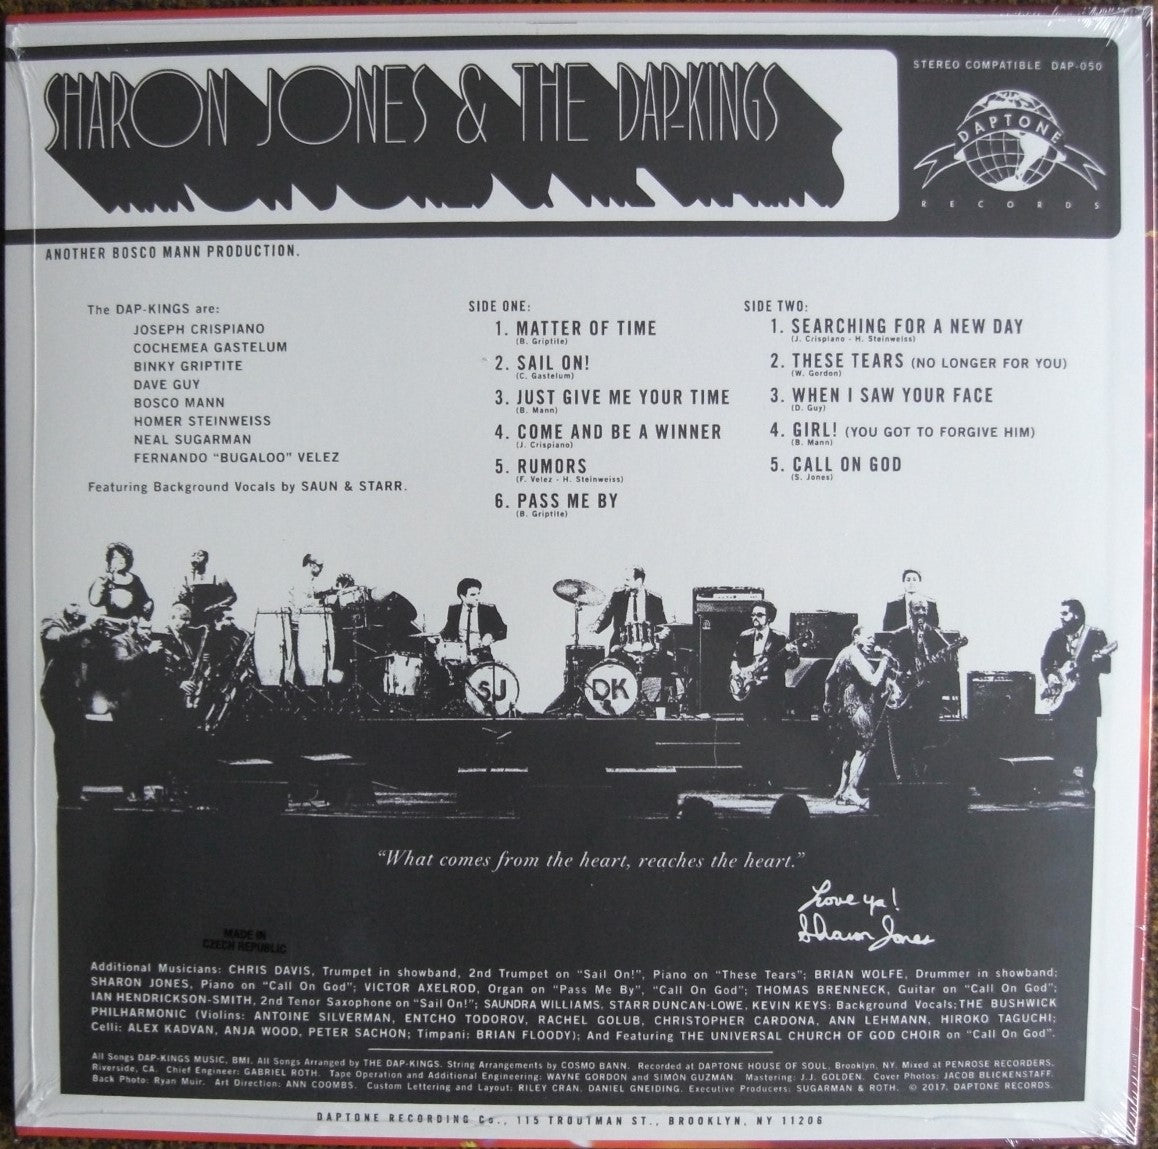 SHARON JONES & THE DAP-KINGS
STEREO COMPATIBLE DAP-050
DAPTONE
RECORDS
ANOTHER BOSCO MANN PRODUCTION.
The DAP-KINGS are:
JOSEPH CRISPIANO
COCHEMEA GASTELUM
BINKY GRIPTITE
DAVE GUY
BOSCO MANN
HOMER STEINWEISS
NEAL SUGARMAN
FERNANDO “BUGALOO” VELEZ
Featuring Background Vocals by SAUN & STARR.
SIDE ONE:
1. MATTER OF TIME
(B. Griptite)
2. SAIL ON!
(C. Gastelum)
3. JUST GIVE ME YOUR TIME
(B. Mann)
4. COME AND BE A WINNER
(J. Crispiano)
5. RUMORS
(F. Velez - H. Steinweiss)
6. PASS ME BY
(B. Griptite)
SIDE TWO:
1. SEARCHING FOR A NEW DAY
(J. Crispiano - H. Steinweiss)
2. THESE TEARS (NO LONGER FOR YOU)
(W. Gordon)
3. WHEN I SAW YOUR FACE
(D. Guy)
4. GIRL! (YOU GOT TO FORGIVE HIM)
(B. Mann)
5. CALL ON GOD
(S. Jones)
SJ
DK
“What comes from the heart, reaches the heart.”
Love ya!
Sharon Jones
MADE IN
CZECH REPUBLIC
Additional Musicians: CHRIS DAVIS, Trumpet in showband, 2nd Trumpet on “Sail On!”, Piano on “These Tears”; BRIAN WOLFE, Drummer in showband;
SHARON JONES, Piano on “Call On God”; VICTOR AXELROD, Organ on “Pass Me By”, “Call On God”; THOMAS BRENNECK, Guitar on “Call On God”;
IAN HENDRICKSON-SMITH, 2nd Tenor Saxophone on “Sail On!”; SAUNDRA WILLIAMS, STARR DUNCAN-LOWE, KEVIN KEYS: Background Vocals; THE BUSHWICK
PHILHARMONIC (Violins: ANTOINE SILVERMAN, ENTCHO TODOROV, RACHEL GOLUB, CHRISTOPHER CARDONA, ANN LEHMANN, HIROKO TAGUCHI;
Celli: ALEX KADVAN, ANJA WOOD, PETER SACHON; Timpani: BRIAN FLOODY); And Featuring THE UNIVERSAL CHURCH OF GOD CHOIR on “Call On God”.
All Songs DAP-KINGS MUSIC, BMI. All Songs Arranged by THE DAP-KINGS. String Arrangements by COSMO BANN. Recorded at DAPTONE HOUSE OF SOUL, Brooklyn, NY. Mixed at PENROSE RECORDERS,
Riverside, CA. Chief Engineer: GABRIEL ROTH. Tape Operation and Additional Engineering: WAYNE GORDON and SIMON GUZMAN. Mastering: J.J. GOLDEN. Cover Photos: JACOB BLICKENSTAFF.
Back Photo: Ryan Muir. Art Direction: ANN COOMBS. Custom Lettering and Layout: RILEY CRAN, DANIEL GNEIDING. Executive Producers: SUGARMAN & ROTH. © 2017, DAPTONE RECORDS.
DAPTONE RECORDING Co., 115 TROUTMAN ST., BROOKLYN, NY 11206